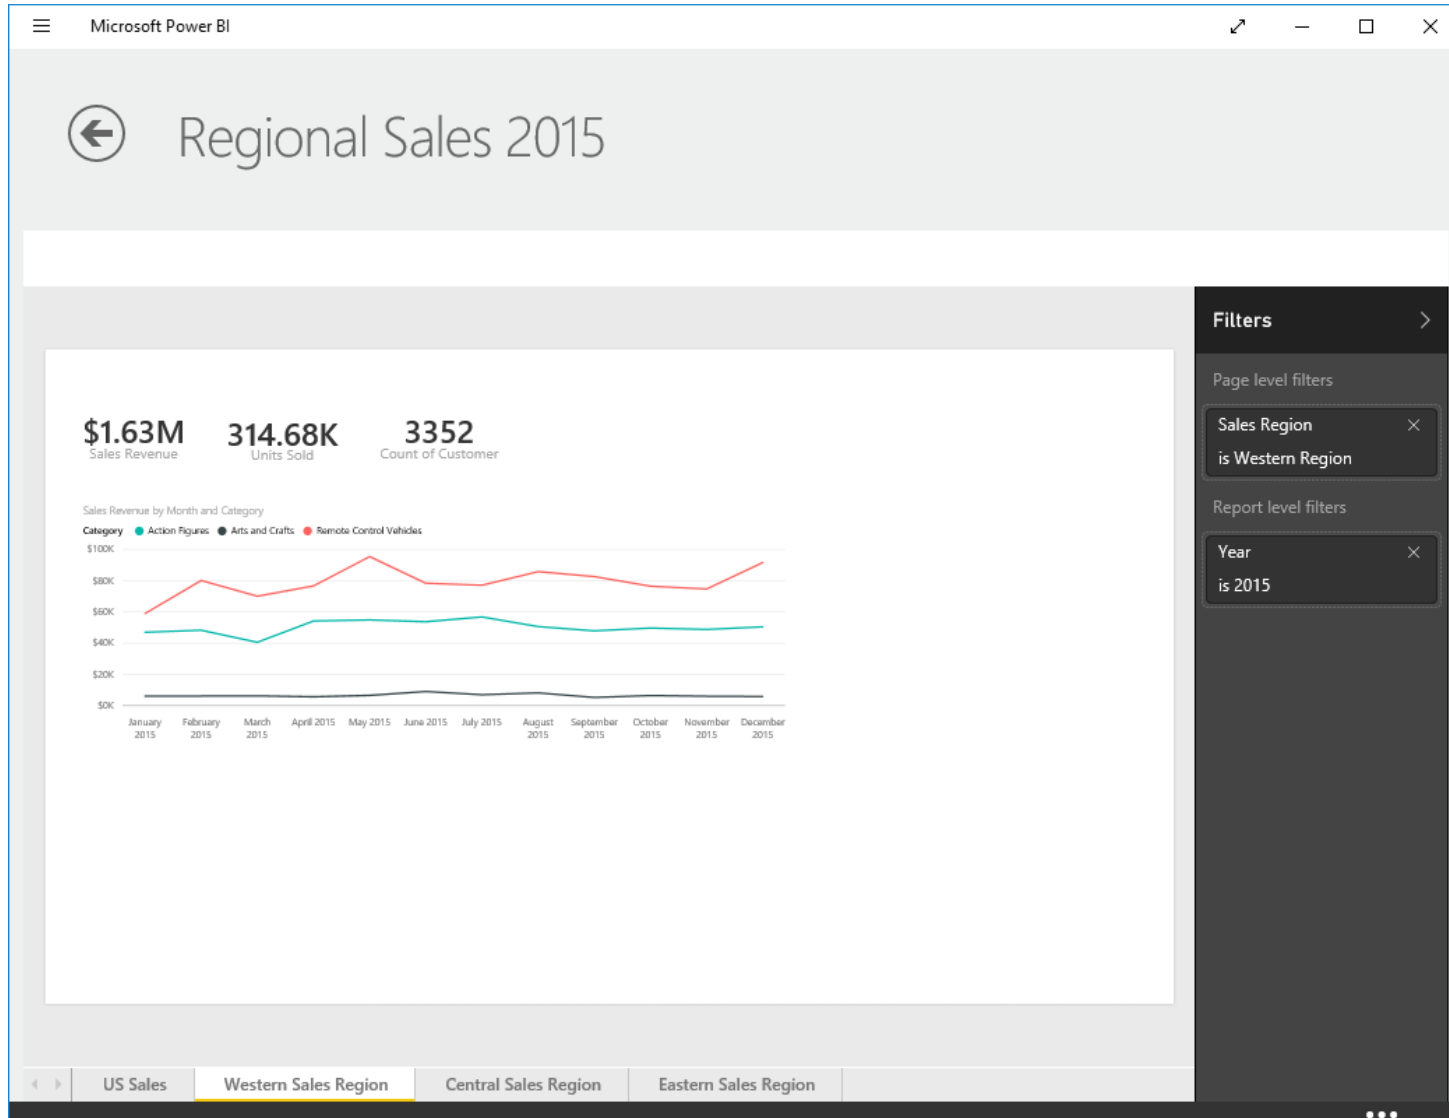 Microsoft Power BI
Regional Sales 2015
Filters
Page level filters
Sales Region
is Western Region
Report level filters
Year
is 2015
$1.63M
Sales Revenue
314.68K
Units Sold
3352
Count of Customer
Sales Revenue by Month and Category
Category Action Figures Arts and Crafts Remote Control Vehicles
$100K
$80K
$60K
$40K
$20K
$0K
January 2015
February 2015
March 2015
April 2015
May 2015
June 2015
July 2015
August 2015
September 2015
October 2015
November 2015
December 2015
US Sales
Western Sales Region
Central Sales Region
Eastern Sales Region